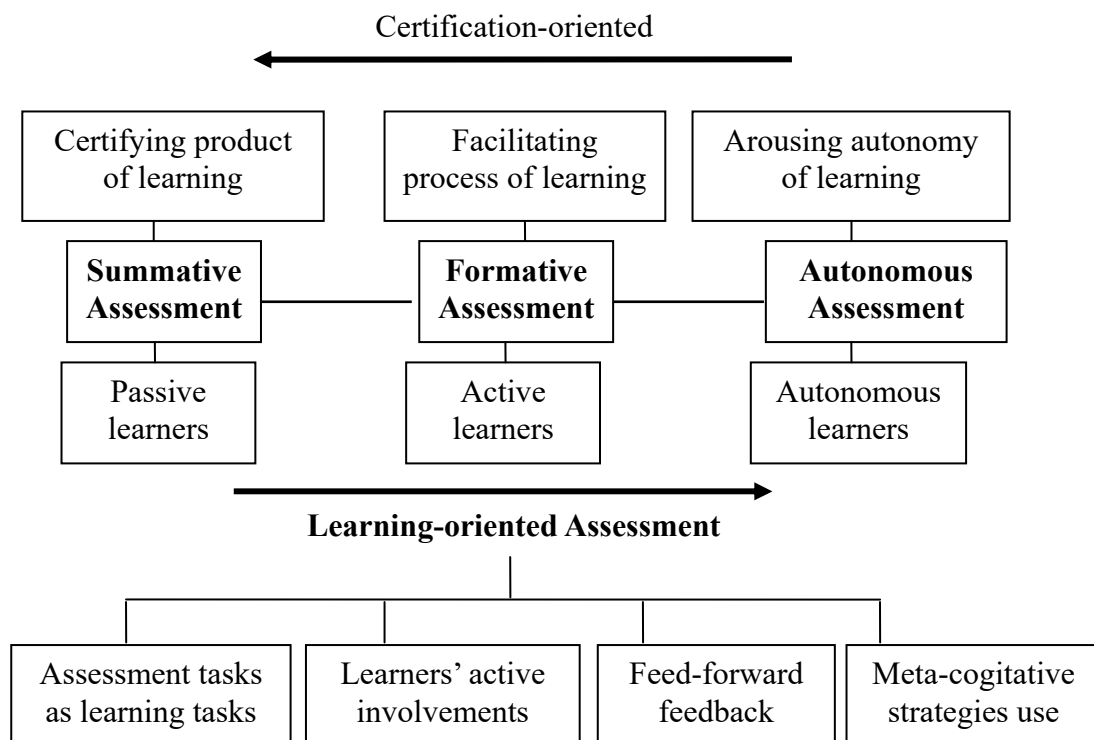 Certification-oriented
Certifying product
of learning
Facilitating
process of learning
Arousing autonomy
of learning
Summative
Assessment
Formative
Assessment
Autonomous
Assessment
Passive
learners
Active
learners
Autonomous
learners
Learning-oriented Assessment
Assessment tasks
as learning tasks
Learners’ active
involvements
Feed-forward
feedback
Meta-cogitative
strategies use